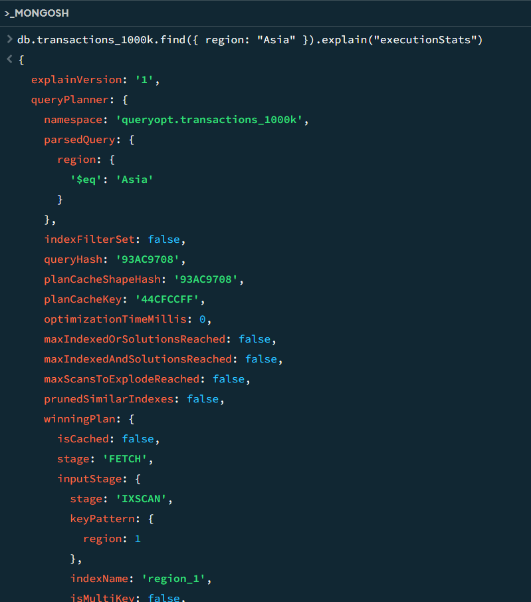 >_MONGOSH
> db.transactions_1000k.find({ region: "Asia" }).explain("executionStats")
< {
explainVersion: '1',
queryPlanner: {
namespace: 'queryopt.transactions_1000k',
parsedQuery: {
region: {
'$eq': 'Asia'
}
},
indexFilterSet: false,
queryHash: '93AC9708',
planCacheShapeHash: '93AC9708',
planCacheKey: '44CFCCFF',
optimizationTimeMillis: 0,
maxIndexedOrSolutionsReached: false,
maxIndexedAndSolutionsReached: false,
maxScansToExplodeReached: false,
prunedSimilarIndexes: false,
winningPlan: {
isCached: false,
stage: 'FETCH',
inputStage: {
stage: 'IXSCAN',
keyPattern: {
region: 1
},
indexName: 'region_1',
isMultiKey: false,